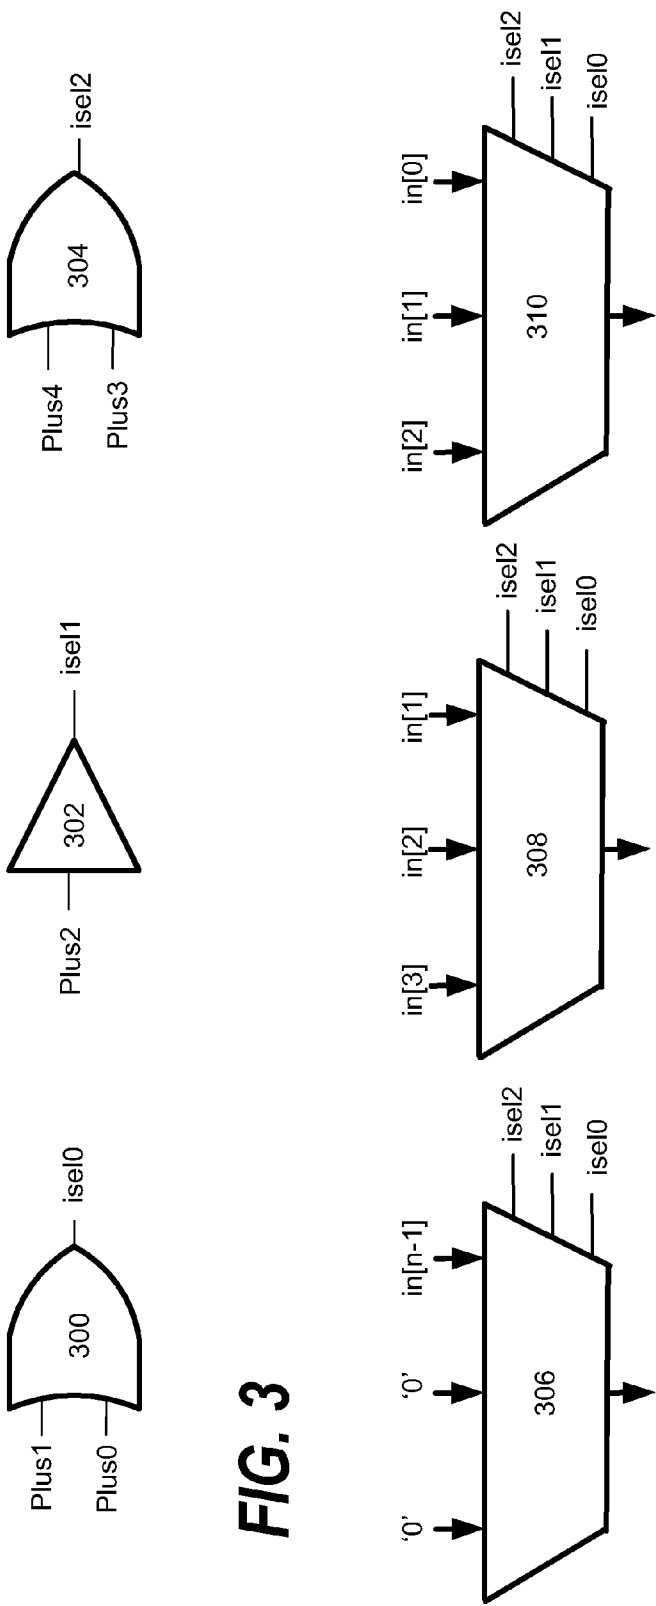 Plus1
Plus0
300
isel0
Plus2
302
isel1
Plus4
Plus3
304
isel2
FIG. 3
‘0’
‘0’
in[n-1]
306
isel2
isel1
isel0
in[3]
in[2]
in[1]
308
isel2
isel1
isel0
in[2]
in[1]
in[0]
310
isel2
isel1
isel0